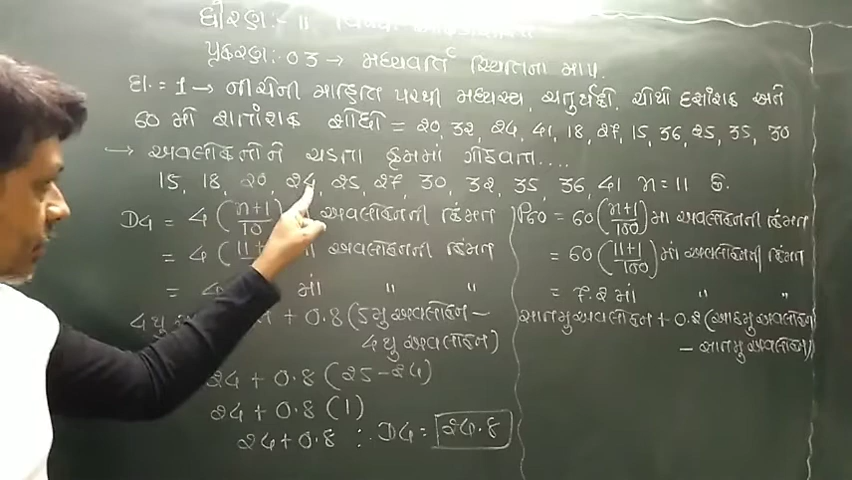 ધોરણ:- 11
પ્રકરણ:- 03 → મધ્યવર્તિ સ્થિતિના માપ.
દા. = 1 → નીચેની માહિતી પરથી મધ્યસ્થ, ચતુર્થકો, ચોથો દશાંશક અને
60 મો શતાંશક શોધો = 20, 32, 24, 41, 18, 27, 15, 36, 25, 35, 30
→ અવલોકનોને ચડતા ક્રમમાં ગોઠવતા....
15, 18, 20, 24, 25, 27, 30, 32, 35, 36, 41 n = 11 છે.
D4 = 4 (n+1/10) અવલોકનની કિંમત
= 4 (11+1 માં અવલોકનની કિંમત
= 4 માં " "
4 થુ + 0.8 (5મુ અવલોકન –
4થુ અવલોકન)
24 + 0.8 (25-24)
24 + 0.8 (1)
24 + 0.8 ∴ D4 = 24.8
P60 = 60 (n+1/100) માં અવલોકનની કિંમત
= 60 (11+1/100) માં અવલોકનની કિંમત
= 7.2 માં " "
સાતમુ અવલોકન + 0.2 (આઠમુ અવલોકન
– સાતમુ અવલોકન)